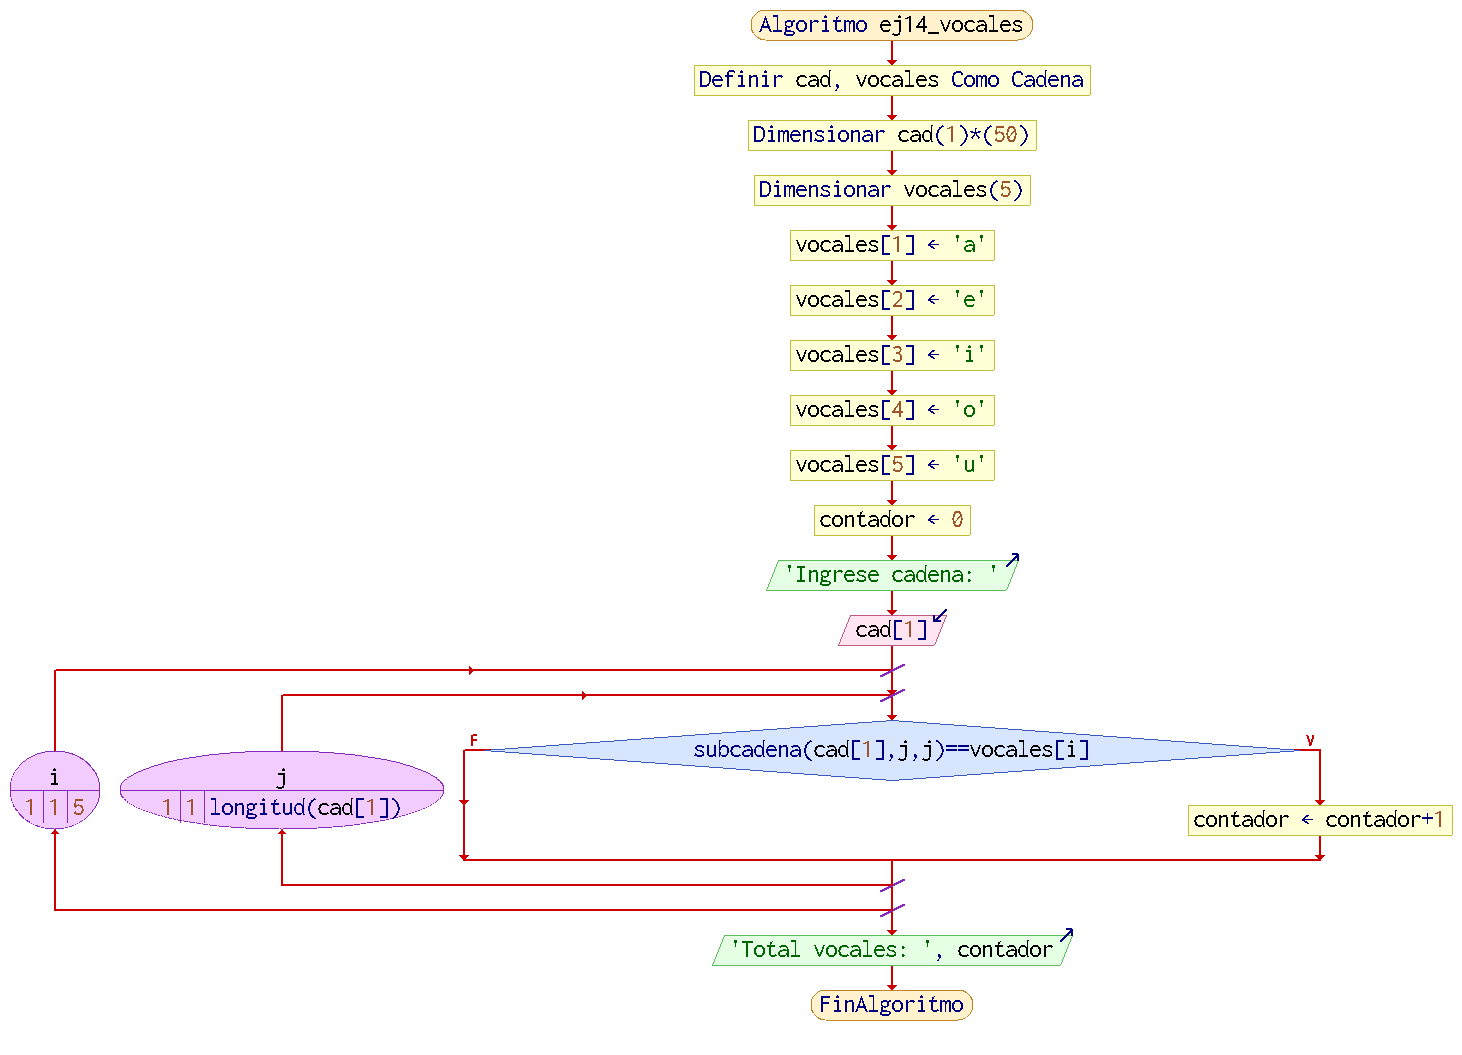 Algoritmo ej14_vocales
Definir cad, vocales Como Cadena
Dimensionar cad(1)*(50)
Dimensionar vocales(5)
vocales[1] ← 'a'
vocales[2] ← 'e'
vocales[3] ← 'i'
vocales[4] ← 'o'
vocales[5] ← 'u'
contador ← 0
'Ingrese cadena: '
cad[1]
i
1 1 5
j
1 1 longitud(cad[1])
F
subcadena(cad[1],j,j)==vocales[i]
V
contador ← contador+1
'Total vocales: ', contador
FinAlgoritmo